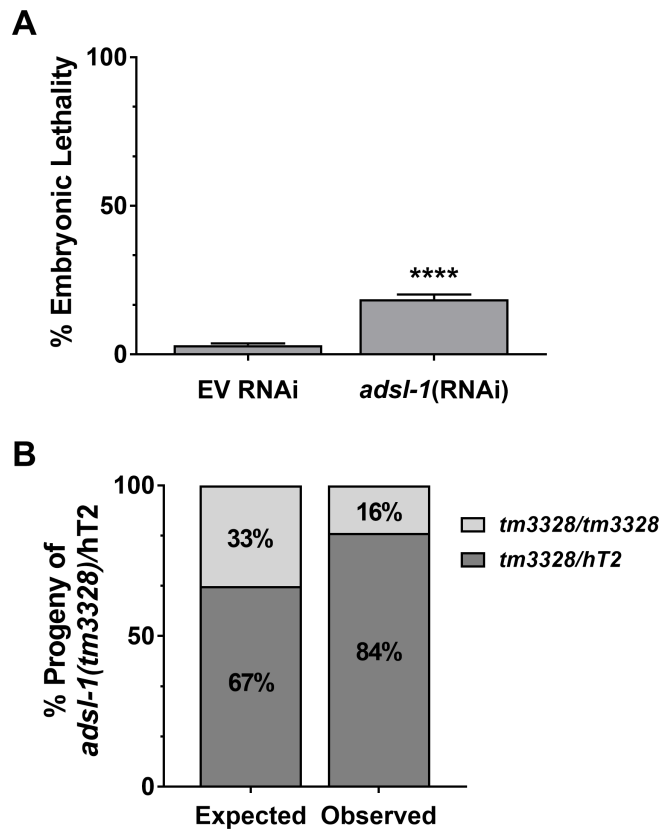 A
% Embryonic Lethality
100
50
0
****
EV RNAi
adsl-1(RNAi)
B
% Progeny of
adsl-1(tm3328)/hT2
100
50
0
33%
67%
16%
84%
Expected
Observed
tm3328/tm3328
tm3328/hT2